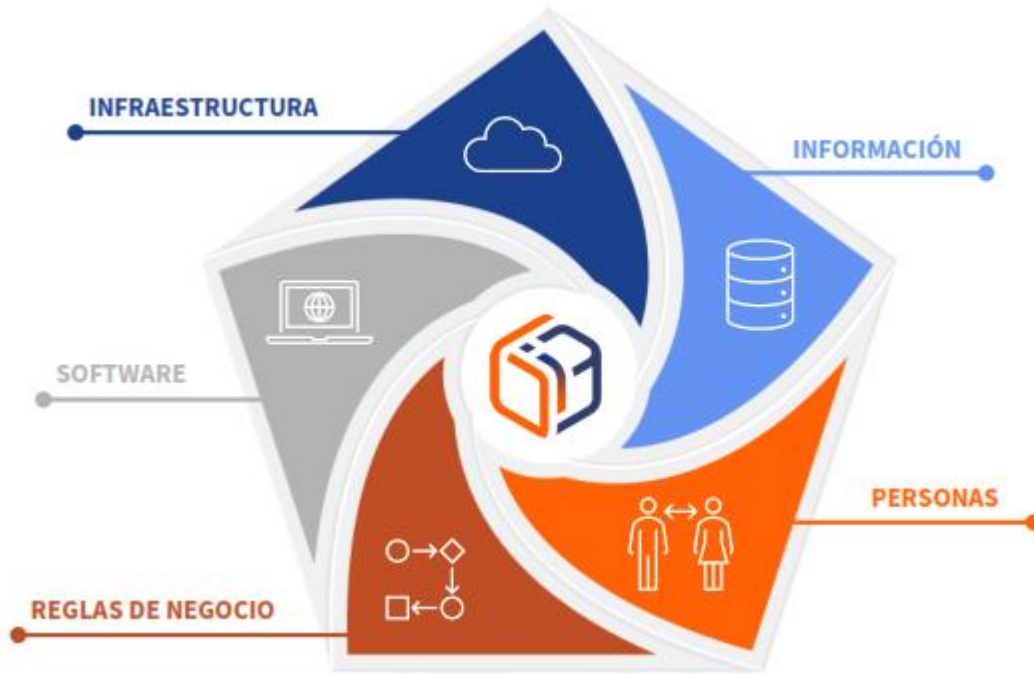 INFRAESTRUCTURA
INFORMACIÓN
SOFTWARE
PERSONAS
REGLAS DE NEGOCIO